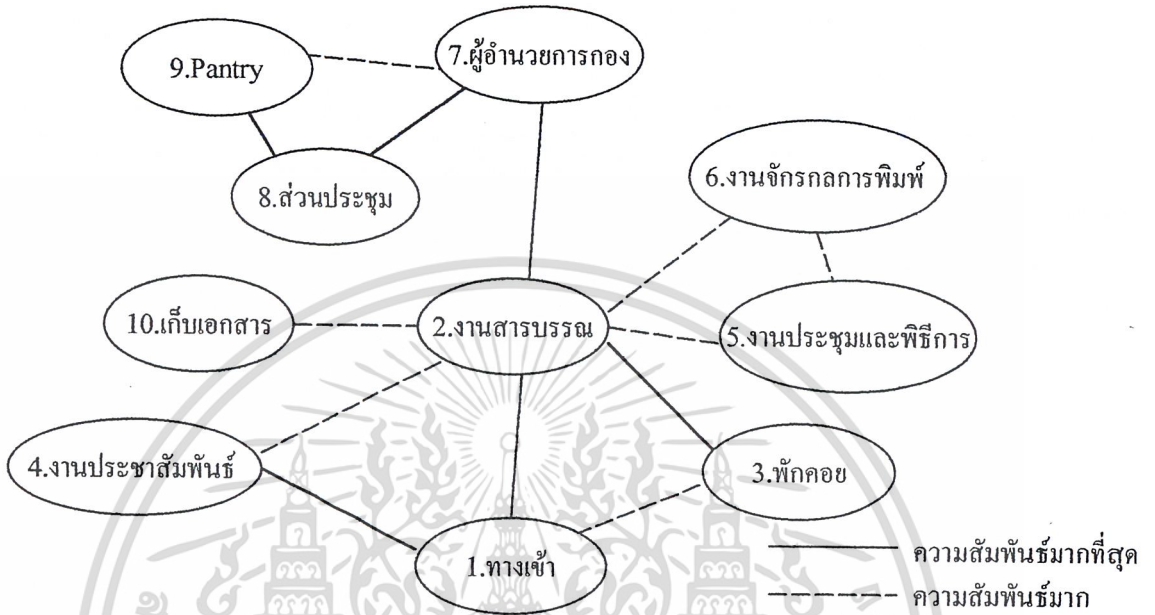 7.ผู้อำนวยการกอง
9.Pantry
8.ส่วนประชุม
6.งานจักรกลการพิมพ์
10.เก็บเอกสาร
2.งานสารบรรณ
5.งานประชุมและพิธีการ
4.งานประชาสัมพันธ์
3.พักคอย
1.ทางเข้า
ความสัมพันธ์มากที่สุด
ความสัมพันธ์มาก